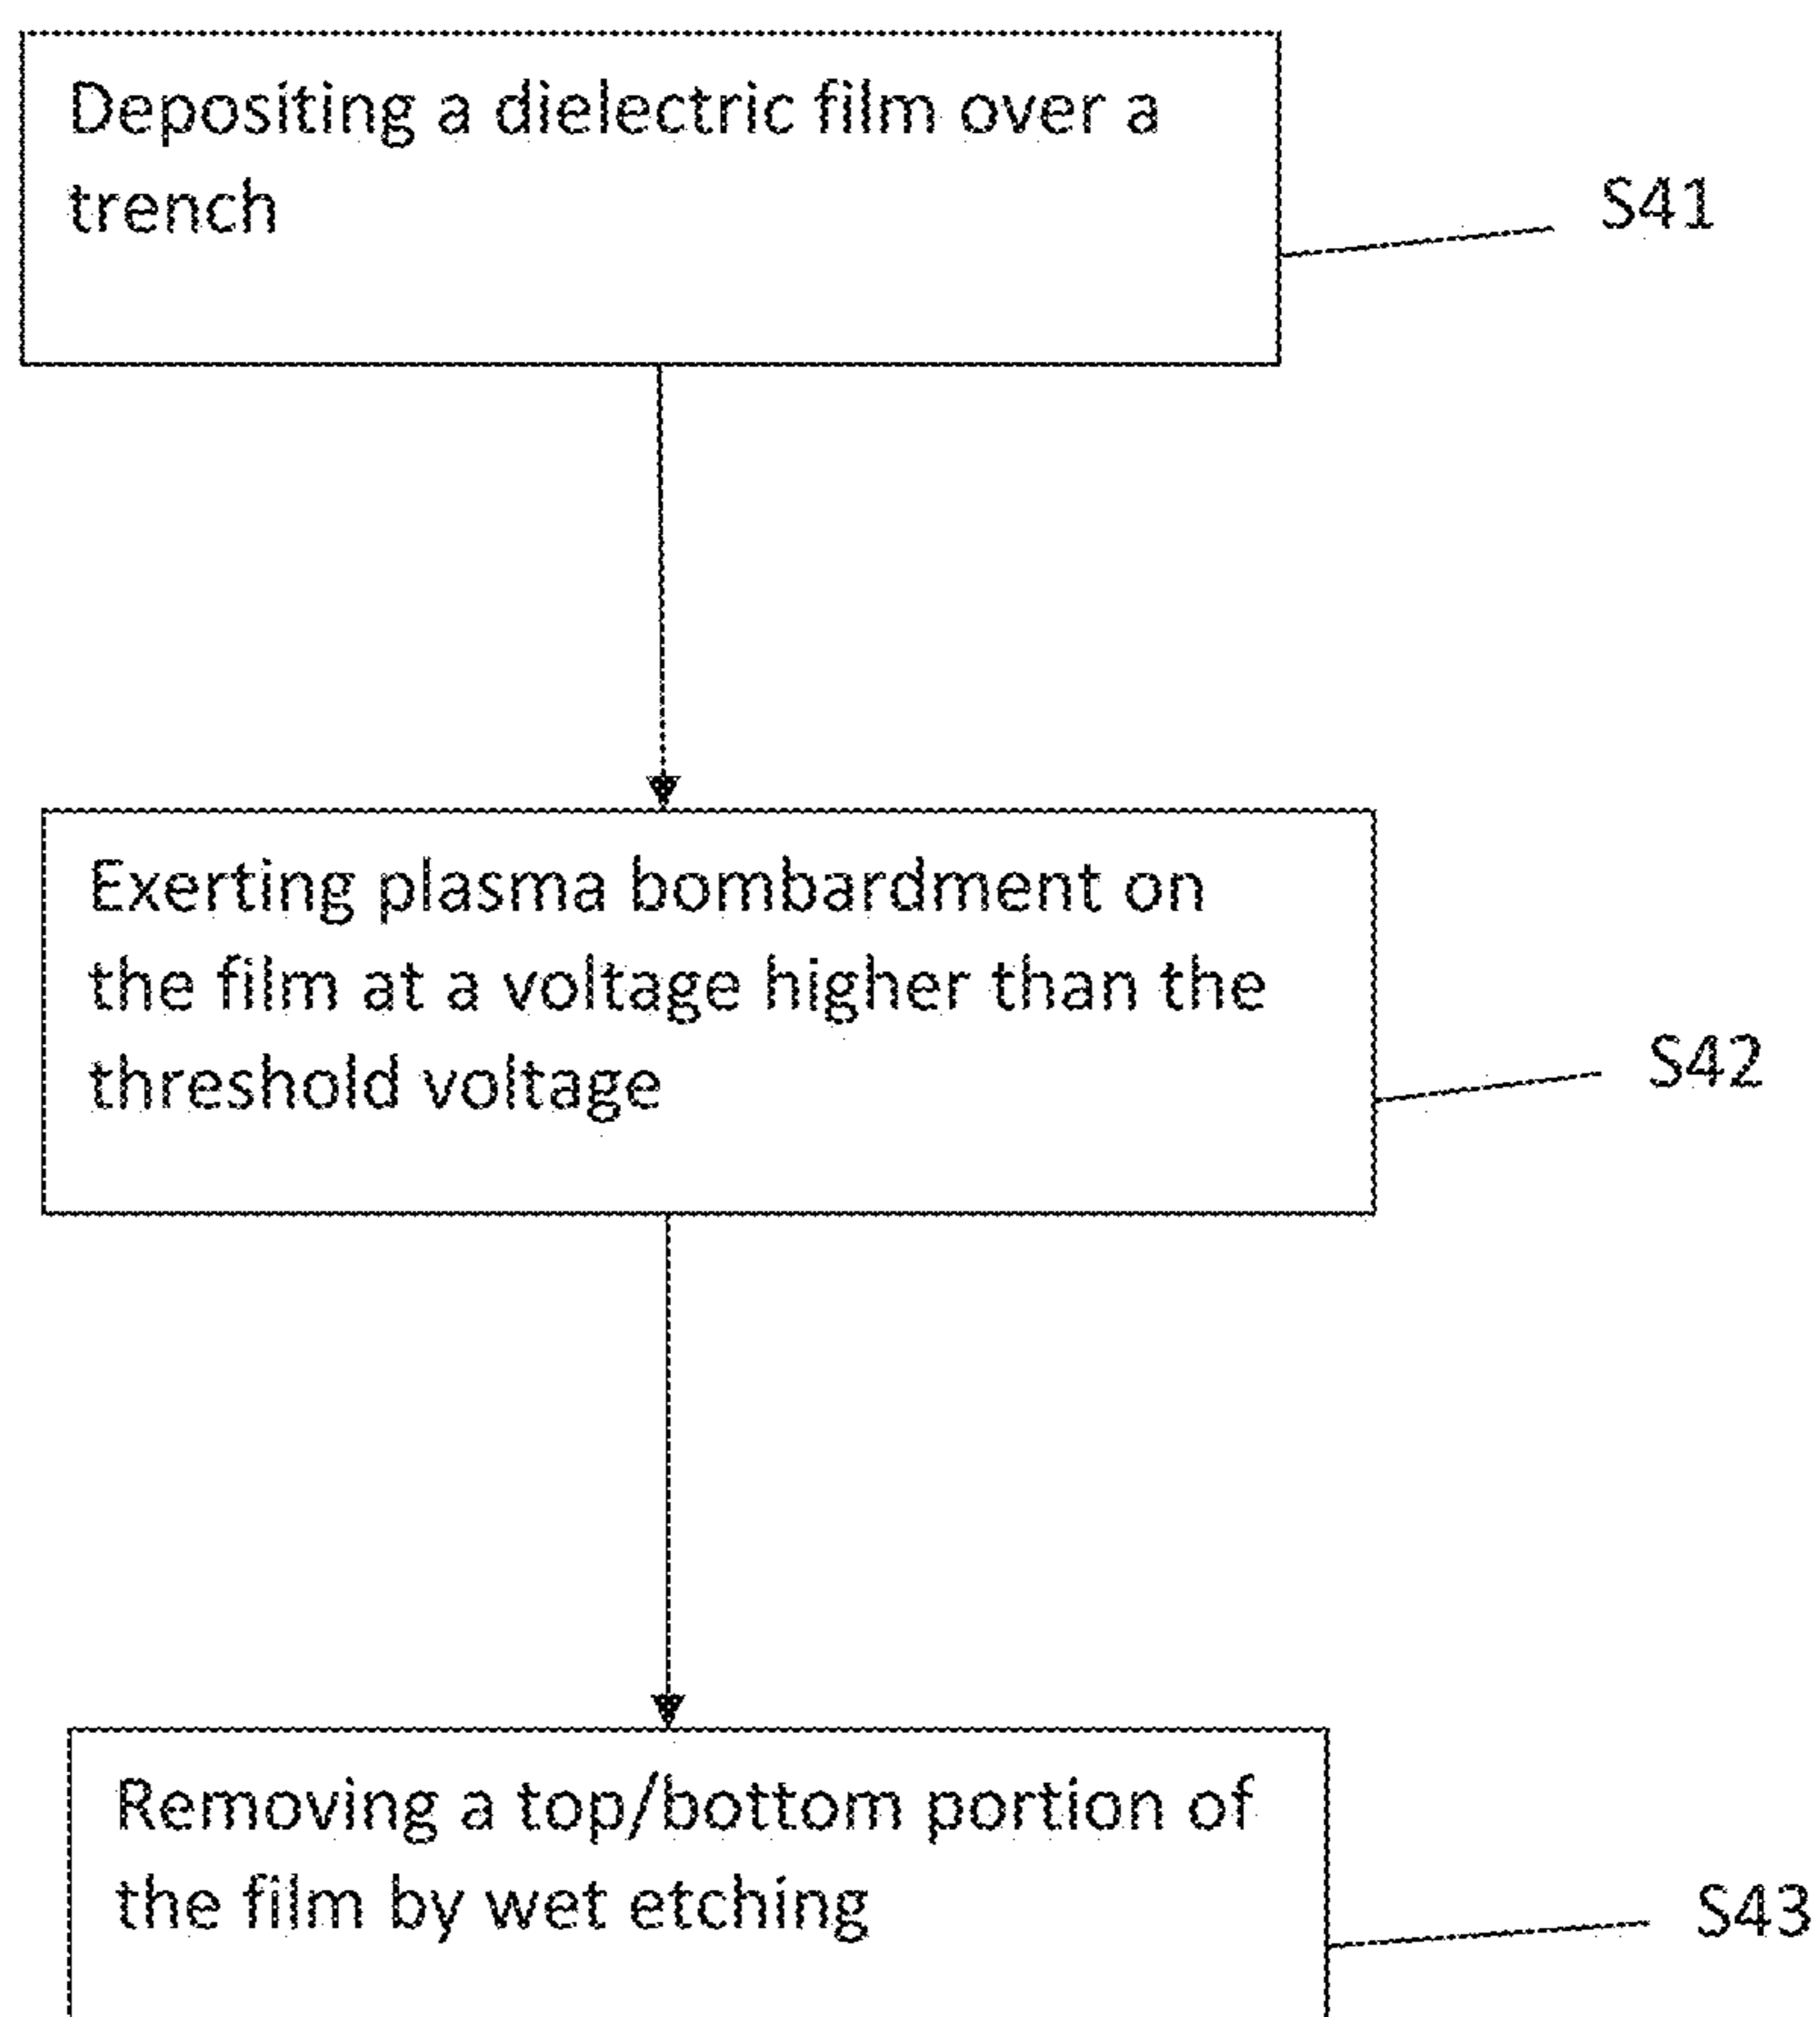 Depositing a dielectric film over a
trench
S41
Exerting plasma bombardment on
the film at a voltage higher than the
threshold voltage
S42
Removing a top/bottom portion of
the film by wet etching
S43